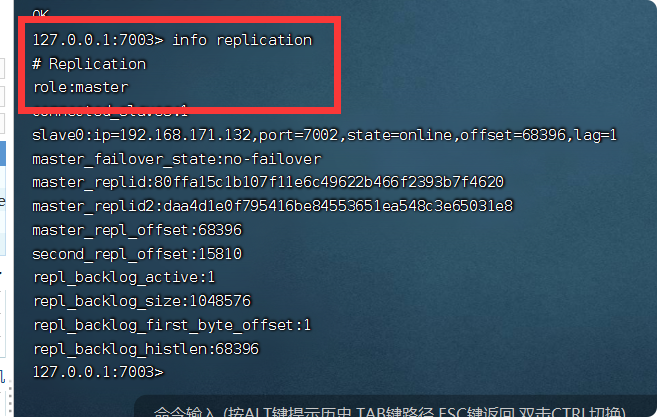 OK
127.0.0.1:7003> info replication
# Replication
role:master
connected_slaves:1
slave0:ip=192.168.171.132,port=7002,state=online,offset=68396,lag=1
master_failover_state:no-failover
master_replid:80ffa15c1b107f11e6c49622b466f2393b7f4620
master_replid2:daa4d1e0f795416be84553651ea548c3e65031e8
master_repl_offset:68396
second_repl_offset:15810
repl_backlog_active:1
repl_backlog_size:1048576
repl_backlog_first_byte_offset:1
repl_backlog_histlen:68396
127.0.0.1:7003>
命令输入 (按ALT键提示历史,TAB键路径,ESC键返回,双击CTRL切换)